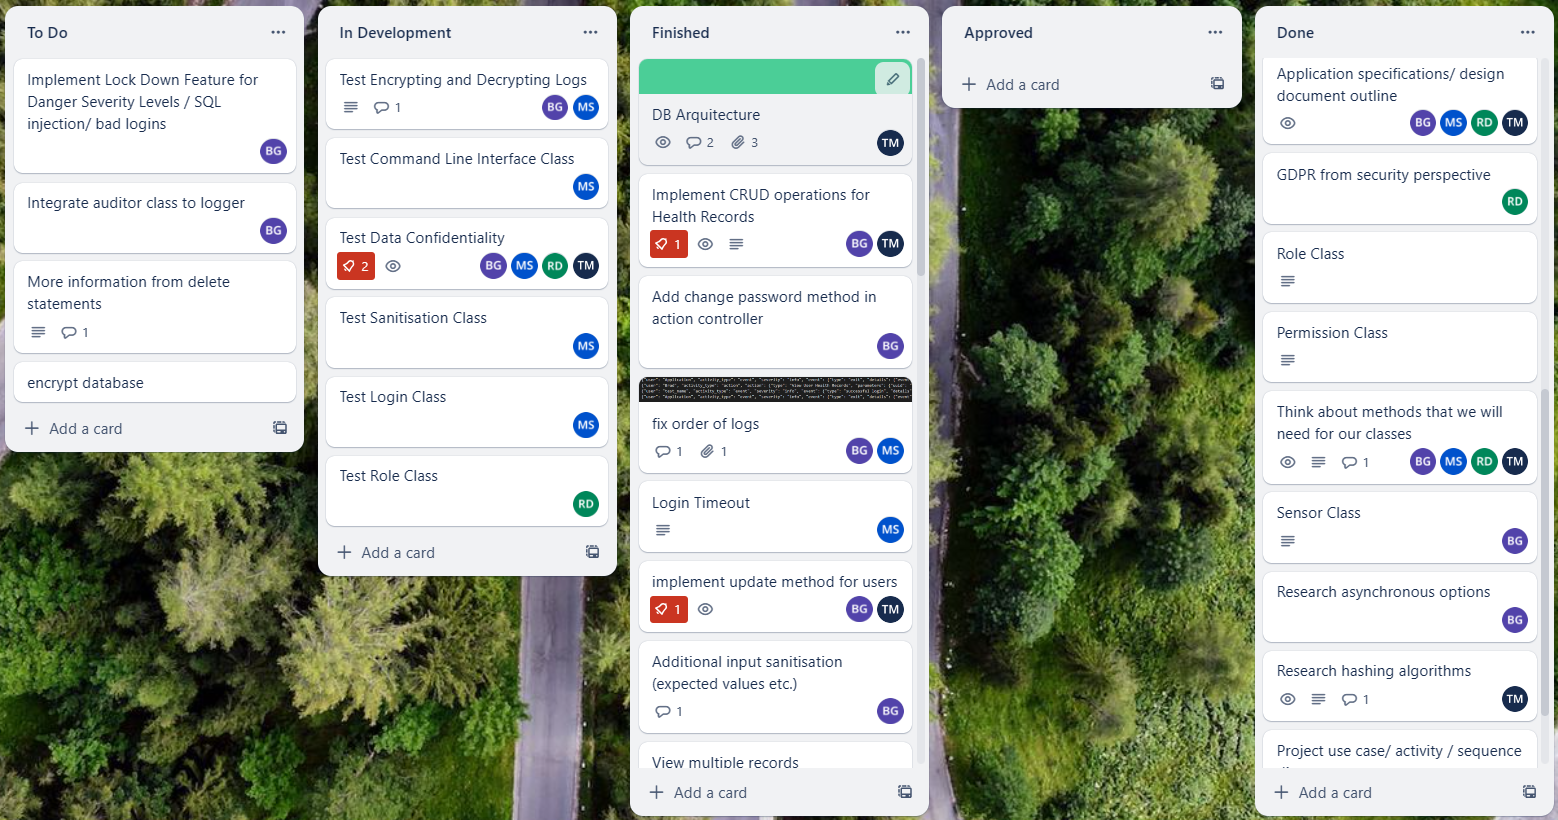 To Do
Implement Lock Down Feature for
Danger Severity Levels / SQL
injection/ bad logins
BG
Integrate auditor class to logger
BG
More information from delete
statements
1
encrypt database
Add a card
In Development
Test Encrypting and Decrypting Logs
1 BG MS
Test Command Line Interface Class
MS
Test Data Confidentiality
2 BG MS RD TM
Test Sanitisation Class
MS
Test Login Class
MS
Test Role Class
RD
Add a card
Finished
DB Arquitecture
2 3 TM
Implement CRUD operations for
Health Records
1 BG TM
Add change password method in
action controller
BG
fix order of logs
1 1 BG MS
Login Timeout
MS
implement update method for users
1 BG TM
Additional input sanitisation
(expected values etc.)
1 BG
View multiple records
Add a card
Approved
Add a card
Done
Application specifications/ design
document outline
BG MS RD TM
GDPR from security perspective
RD
Role Class
Permission Class
Think about methods that we will
need for our classes
1 BG MS RD TM
Sensor Class
BG
Research asynchronous options
BG
Research hashing algorithms
1 TM
Project use case/ activity / sequence
Add a card